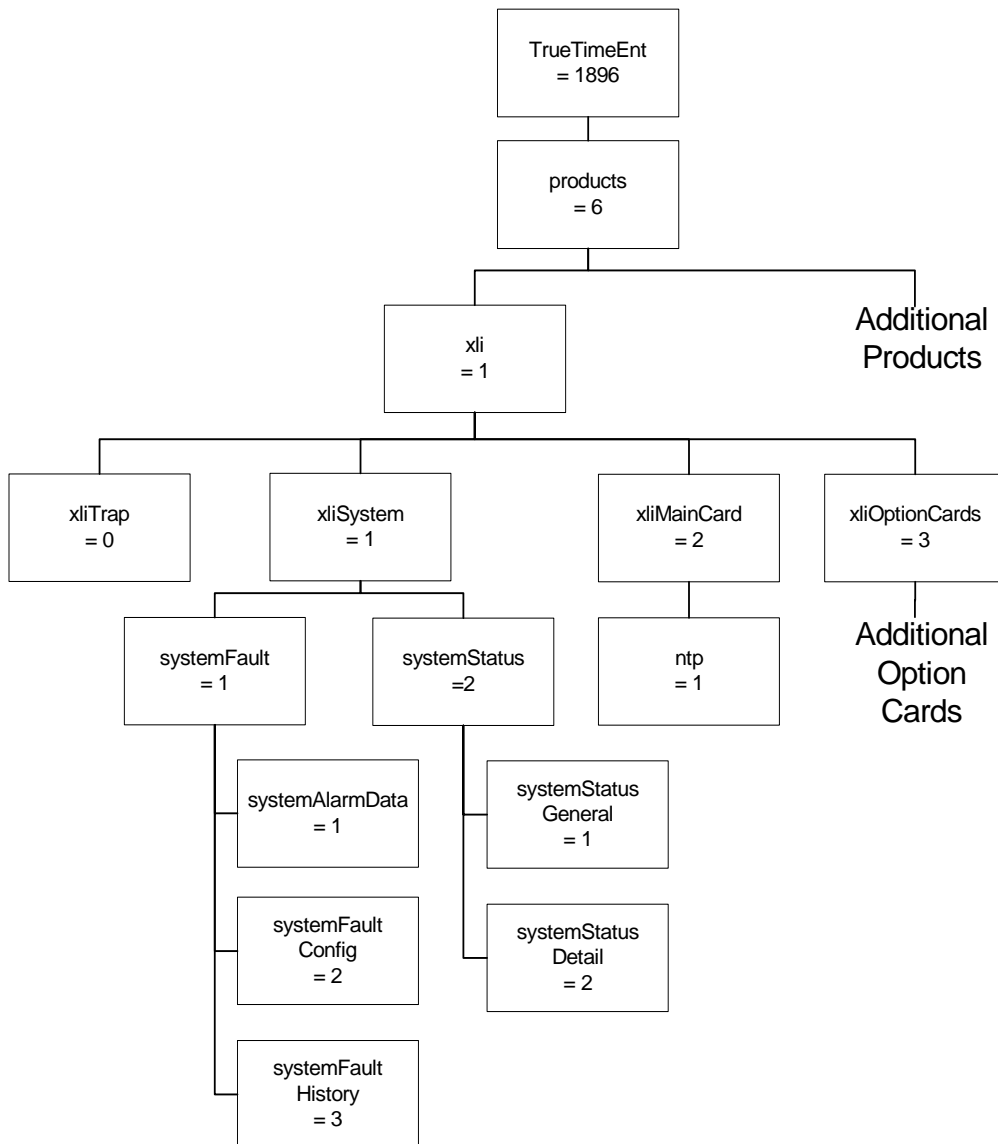 TrueTimeEnt
= 1896
products
= 6
xli
= 1
Additional
Products
xliTrap
= 0
xliSystem
= 1
xliMainCard
= 2
xliOptionCards
= 3
systemFault
= 1
systemStatus
=2
ntp
= 1
Additional
Option
Cards
systemAlarmData
= 1
systemStatus
General
= 1
systemFault
Config
= 2
systemStatus
Detail
= 2
systemFault
History
= 3